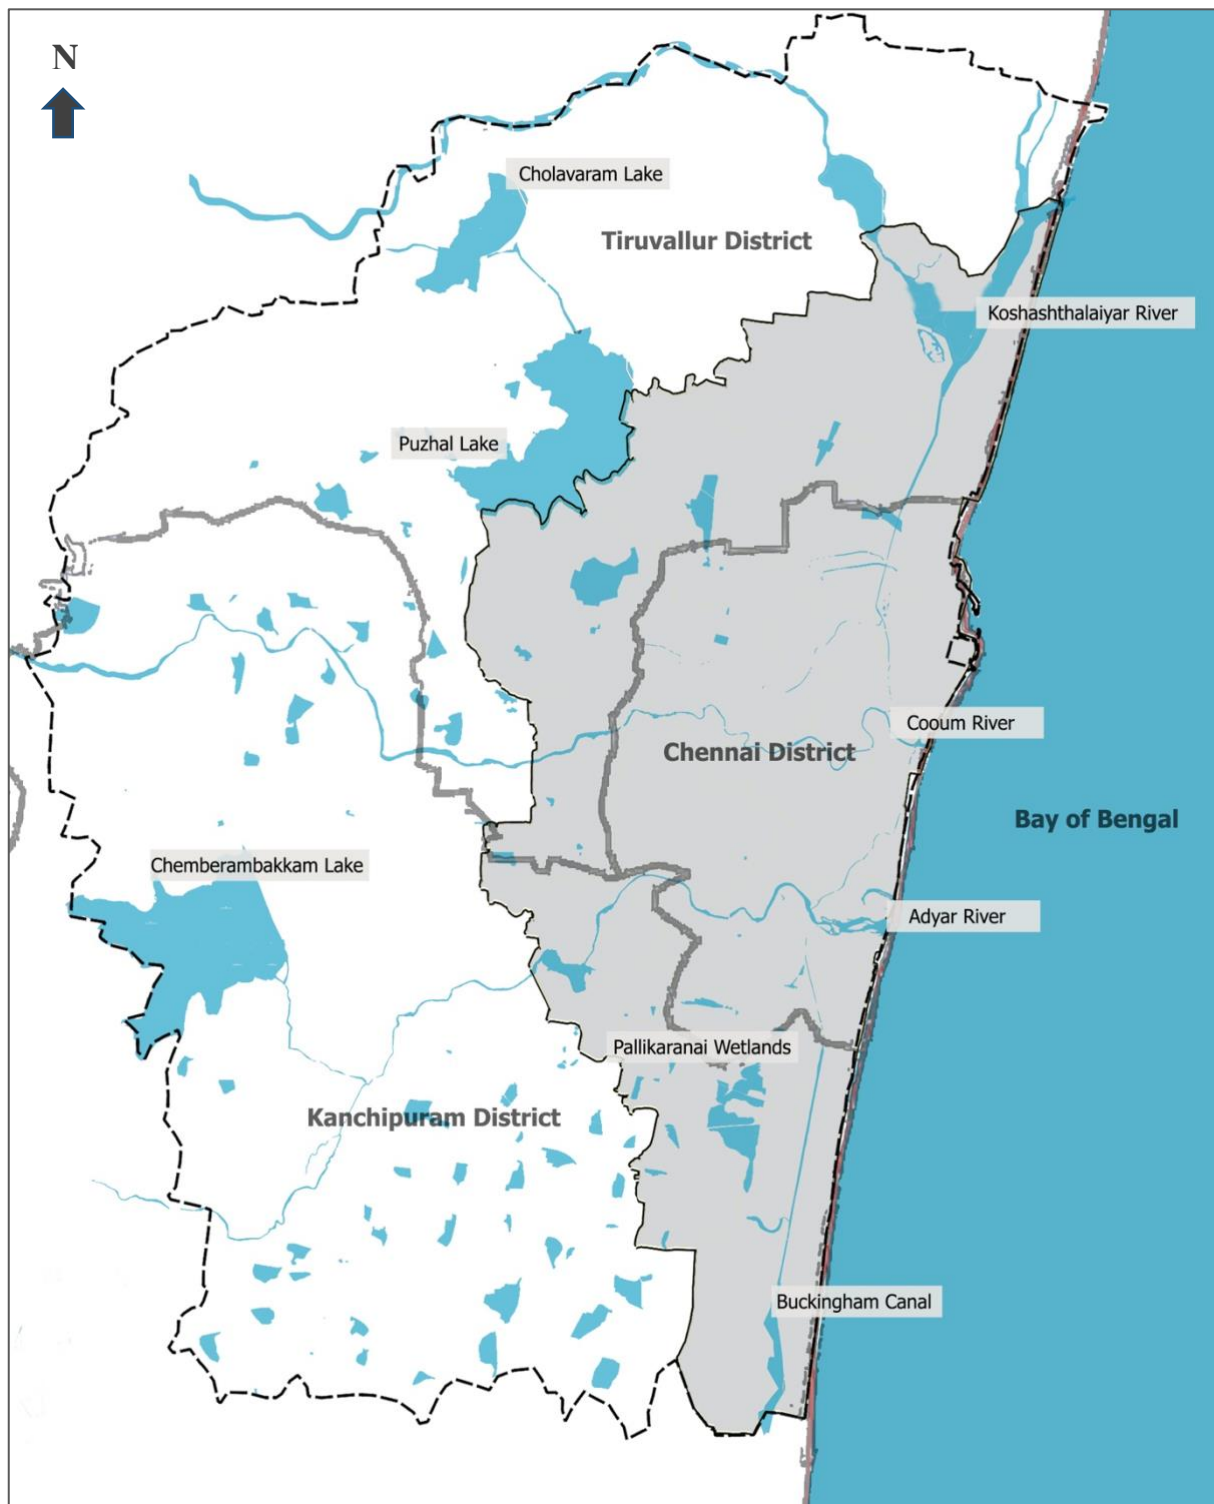 N
Cholavaram Lake
Tiruvallur District
Koshashthalaiyar River
Puzhal Lake
Cooum River
Chennai District
Bay of Bengal
Chemberambakkam Lake
Adyar River
Pallikaranai Wetlands
Kanchipuram District
Buckingham Canal